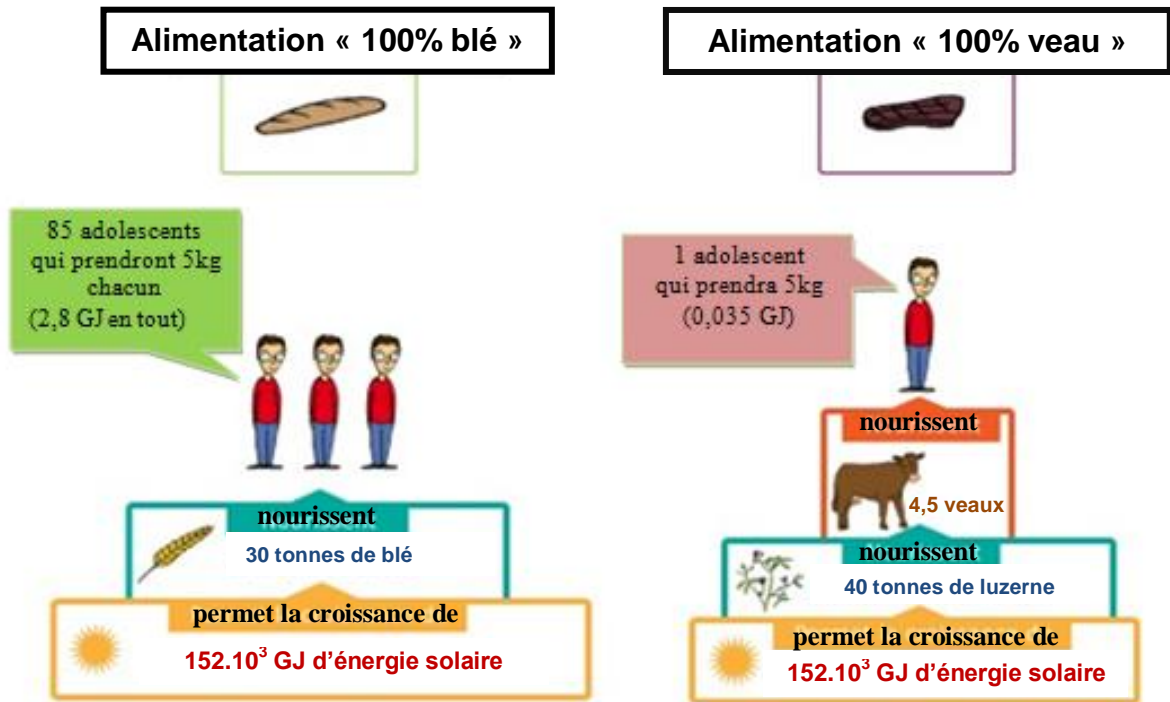 Alimentation « 100% blé »
85 adolescents
qui prendront 5kg
chacun
(2,8 GJ en tout)
nourissent
30 tonnes de blé
permet la croissance de
152.10³ GJ d'énergie solaire
Alimentation « 100% veau »
1 adolescent
qui prendra 5kg
(0,035 GJ)
nourissent
4,5 veaux
nourissent
40 tonnes de luzerne
permet la croissance de
152.10³ GJ d'énergie solaire